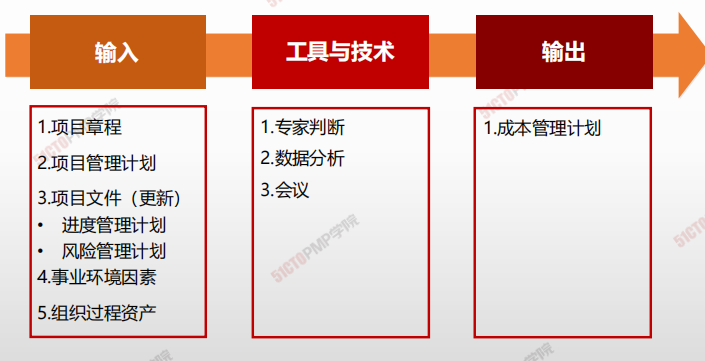 输入
工具与技术
输出
1.项目章程
2.项目管理计划
3.项目文件（更新）
• 进度管理计划
• 风险管理计划
4.事业环境因素
5.组织过程资产
1.专家判断
2.数据分析
3.会议
1.成本管理计划
51CTOPMP学院